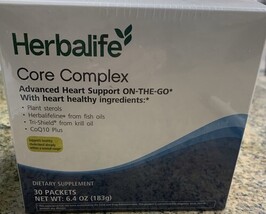 Herbalife
Core Complex
Advanced Heart Support ON-THE-GO*
With heart healthy ingredients:*
• Plant sterols
• Herbalifeline® from fish oils
• Tri-Shield® from krill oil
• CoQ10 Plus
DIETARY SUPPLEMENT
30 PACKETS
NET WT: 6.4 OZ (183g)